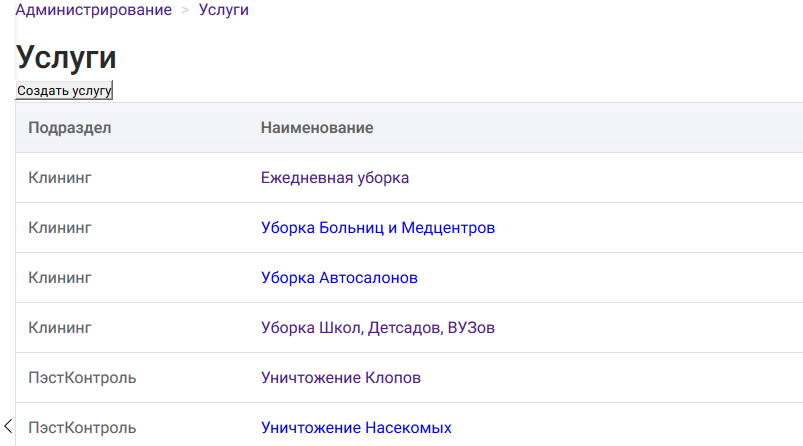 Администрирование > Услуги
Услуги
Создать услугу
Подраздел Наименование
Клининг Ежедневная уборка
Клининг Уборка Больниц и Медцентров
Клининг Уборка Автосалонов
Клининг Уборка Школ, Детсадов, ВУЗов
ПэстКонтроль Уничтожение Клопов
ПэстКонтроль Уничтожение Насекомых